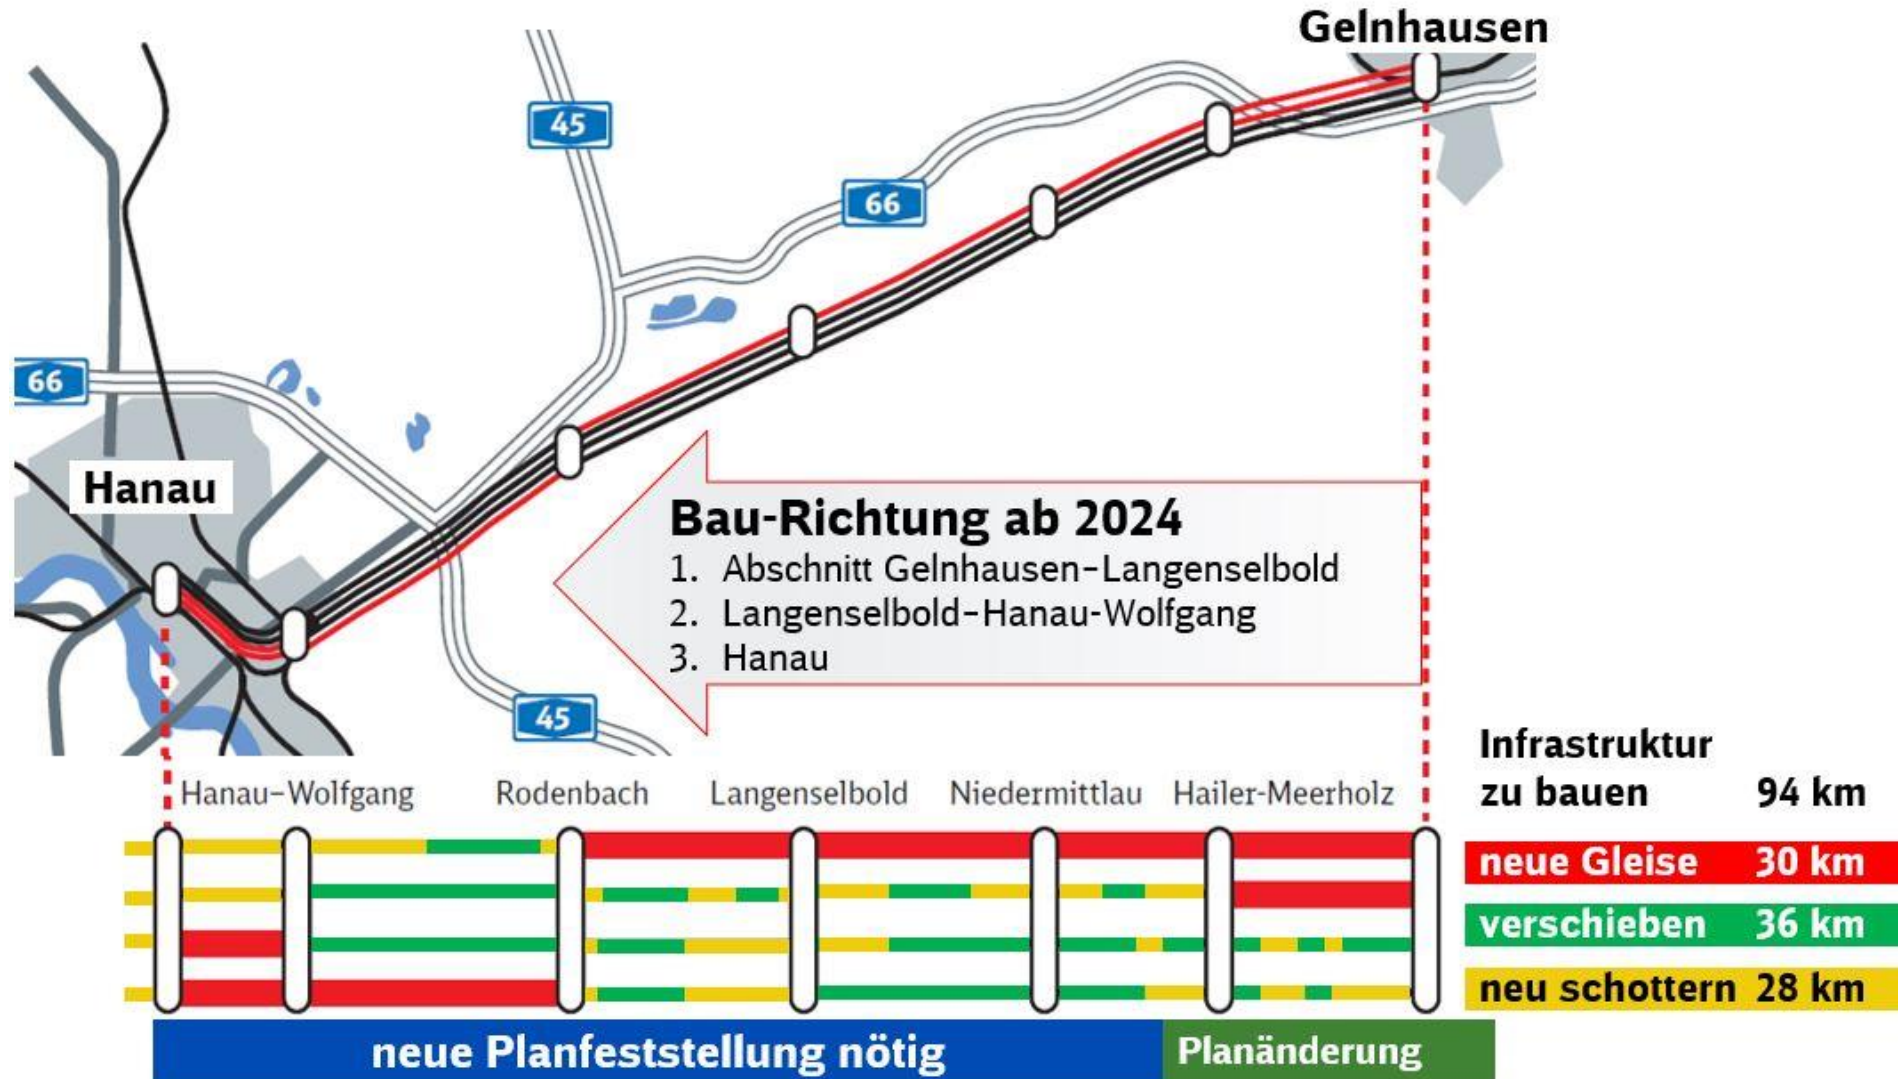 Gelnhausen
45
66
66
Hanau
Bau-Richtung ab 2024
1. Abschnitt Gelnhausen–Langenselbold
2. Langenselbold–Hanau-Wolfgang
3. Hanau
45
Infrastruktur
zu bauen 94 km
Hanau–Wolfgang Rodenbach Langenselbold Niedermittlau Hailer-Meerholz
neue Gleise 30 km
verschieben 36 km
neu schottern 28 km
neue Planfeststellung nötig Planänderung